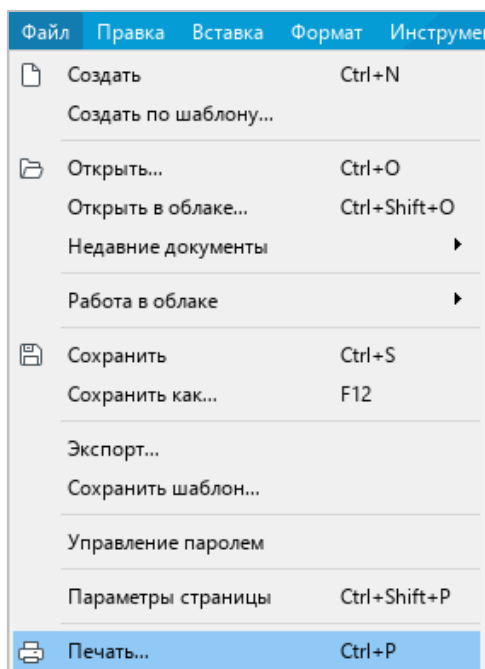 Файл Правка Вставка Формат Инструме
Создать Ctrl+N
Создать по шаблону...
Открыть... Ctrl+O
Открыть в облаке... Ctrl+Shift+O
Недавние документы
Работа в облаке
Сохранить Ctrl+S
Сохранить как... F12
Экспорт...
Сохранить шаблон...
Управление паролем
Параметры страницы Ctrl+Shift+P
Печать... Ctrl+P